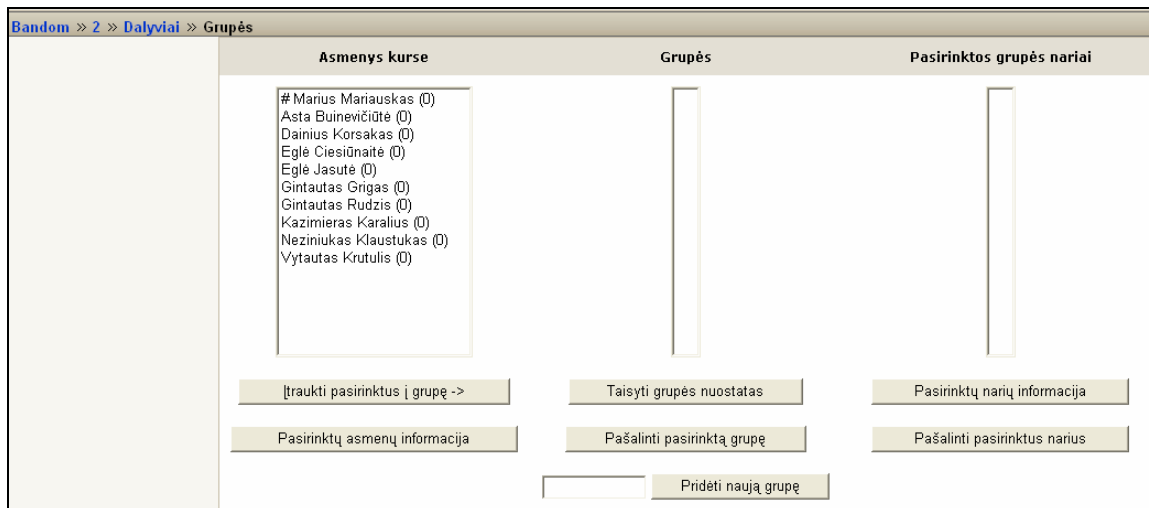 Bandom » 2 » Dalyviai » Grupės
Asmenys kurse
Grupės
Pasirinktos grupės nariai
# Marius Mariauskas (0)
Asta Buinevičiūtė (0)
Dainius Korsakas (0)
Eglė Ciesiūnaitė (0)
Eglė Jasutė (0)
Gintautas Grigas (0)
Gintautas Rudzis (0)
Kazimieras Karalius (0)
Neziniukas Klaustukas (0)
Vytautas Krutulis (0)
Įtraukti pasirinktus į grupę ->
Taisyti grupės nuostatas
Pasirinktų narių informacija
Pasirinktų asmenų informacija
Pašalinti pasirinktą grupę
Pašalinti pasirinktus narius
Pridėti naują grupę